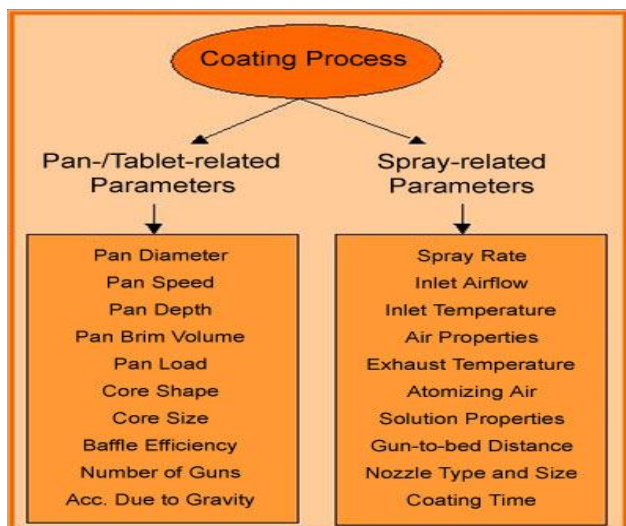 Coating Process
Pan-/Tablet-related
Parameters
Pan Diameter
Pan Speed
Pan Depth
Pan Brim Volume
Pan Load
Core Shape
Core Size
Baffle Efficiency
Number of Guns
Acc. Due to Gravity
Spray-related
Parameters
Spray Rate
Inlet Airflow
Inlet Temperature
Air Properties
Exhaust Temperature
Atomizing Air
Solution Properties
Gun-to-bed Distance
Nozzle Type and Size
Coating Time